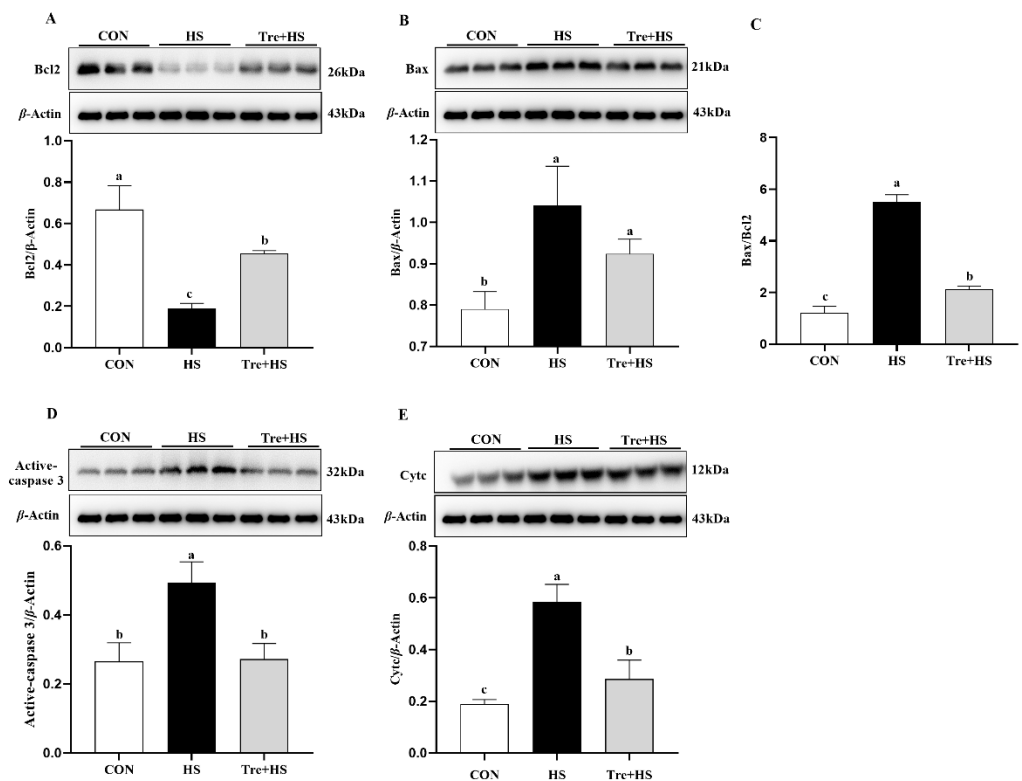 A
CON HS Tre+HS
Bcl2 26kDa
β-Actin 43kDa
1.0
0.8
0.6
0.4
0.2
0.0
Bcl2/β-Actin
a
c
b
CON HS Tre+HS
B
CON HS Tre+HS
Bax 21kDa
β-Actin 43kDa
1.2
1.1
1.0
0.9
0.8
0.7
Bax/β-Actin
b
a
a
CON HS Tre+HS
C
8
6
4
2
0
Bax/Bcl2
c
a
b
CON HS Tre+HS
D
CON HS Tre+HS
Active-
caspase 3 32kDa
β-Actin 43kDa
0.6
0.4
0.2
0.0
Active-caspase 3/β-Actin
b
a
b
CON HS Tre+HS
E
CON HS Tre+HS
Cytc 12kDa
β-Actin 43kDa
0.8
0.6
0.4
0.2
0.0
Cytc/β-Actin
c
a
b
CON HS Tre+HS